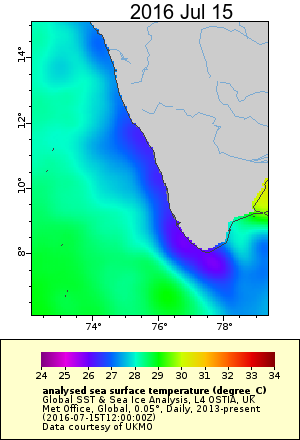 2016 Jul 15
14°
12°
10°
8°
74°
76°
78°
24 25 26 28 29 30 31 33 34
analysed sea surface temperature (degree_C)
Global SST & Sea Ice Analysis, L4 OSTIA, UK
Met Office, Global, 0.05°, Daily, 2013-present
(2016-07-15T12:00:00Z)
Data courtesy of UKMO